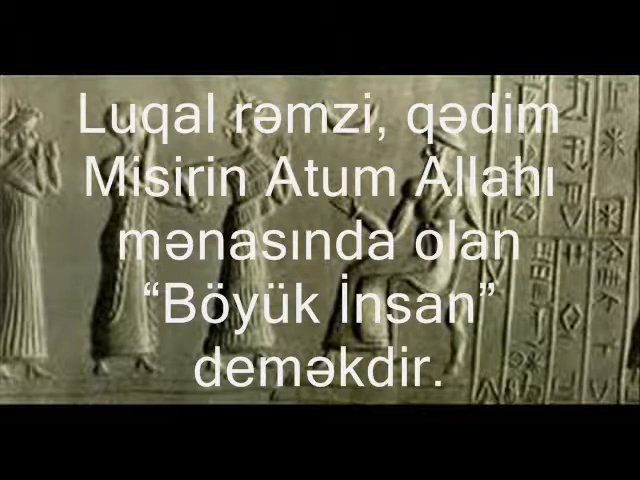 Luqal rəmzi, qədim
Misirin Atum Allahı
mənasında olan
“Böyük İnsan”
deməkdir.